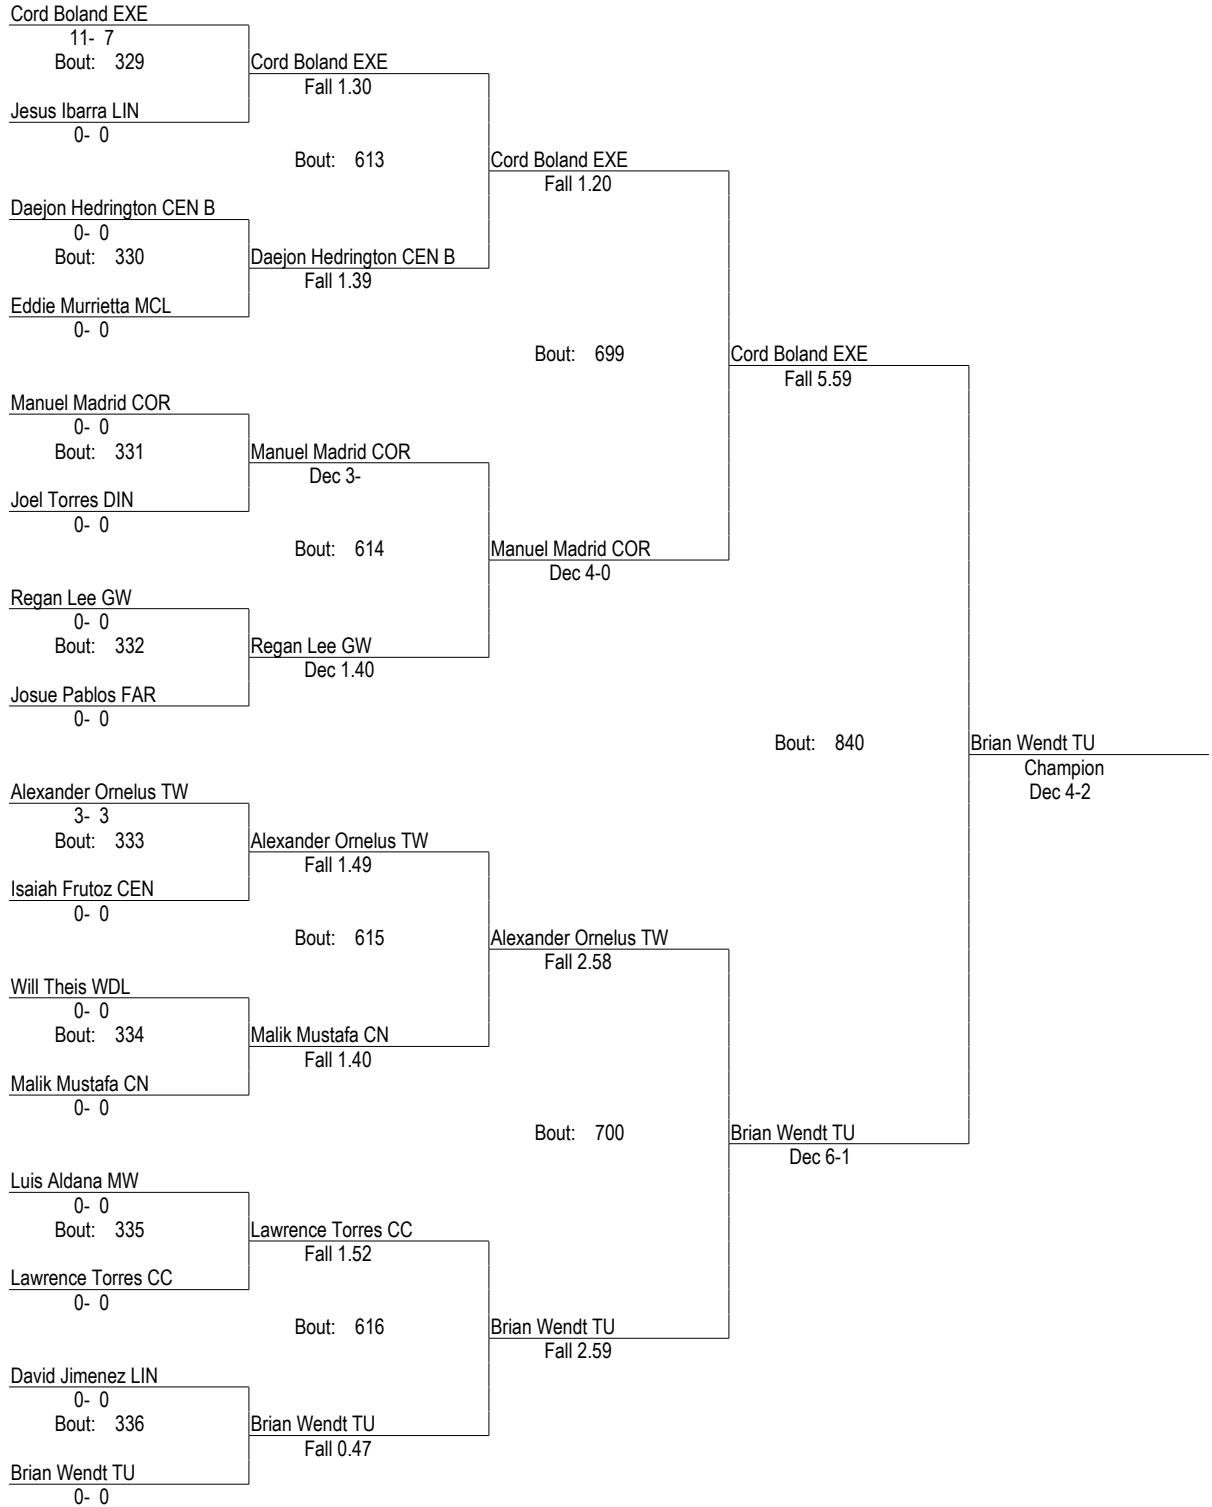 Cord Boland EXE
11- 7
Bout: 329
Cord Boland EXE
Fall 1.30
Jesus Ibarra LIN
0- 0
Bout: 613
Cord Boland EXE
Fall 1.20
Daejon Hedrington CEN B
0- 0
Bout: 330
Daejon Hedrington CEN B
Fall 1.39
Eddie Murrietta MCL
0- 0
Bout: 699
Cord Boland EXE
Fall 5.59
Manuel Madrid COR
0- 0
Bout: 331
Manuel Madrid COR
Dec 3-
Joel Torres DIN
0- 0
Bout: 614
Manuel Madrid COR
Dec 4-0
Regan Lee GW
0- 0
Bout: 332
Regan Lee GW
Dec 1.40
Josue Pablos FAR
0- 0
Bout: 840
Brian Wendt TU
Champion
Dec 4-2
Alexander Ornelus TW
3- 3
Bout: 333
Alexander Ornelus TW
Fall 1.49
Isaiah Frutoz CEN
0- 0
Bout: 615
Alexander Ornelus TW
Fall 2.58
Will Theis WDL
0- 0
Bout: 334
Malik Mustafa CN
Fall 1.40
Malik Mustafa CN
0- 0
Bout: 700
Brian Wendt TU
Dec 6-1
Luis Aldana MW
0- 0
Bout: 335
Lawrence Torres CC
Fall 1.52
Lawrence Torres CC
0- 0
Bout: 616
Brian Wendt TU
Fall 2.59
David Jimenez LIN
0- 0
Bout: 336
Brian Wendt TU
Fall 0.47
Brian Wendt TU
0- 0